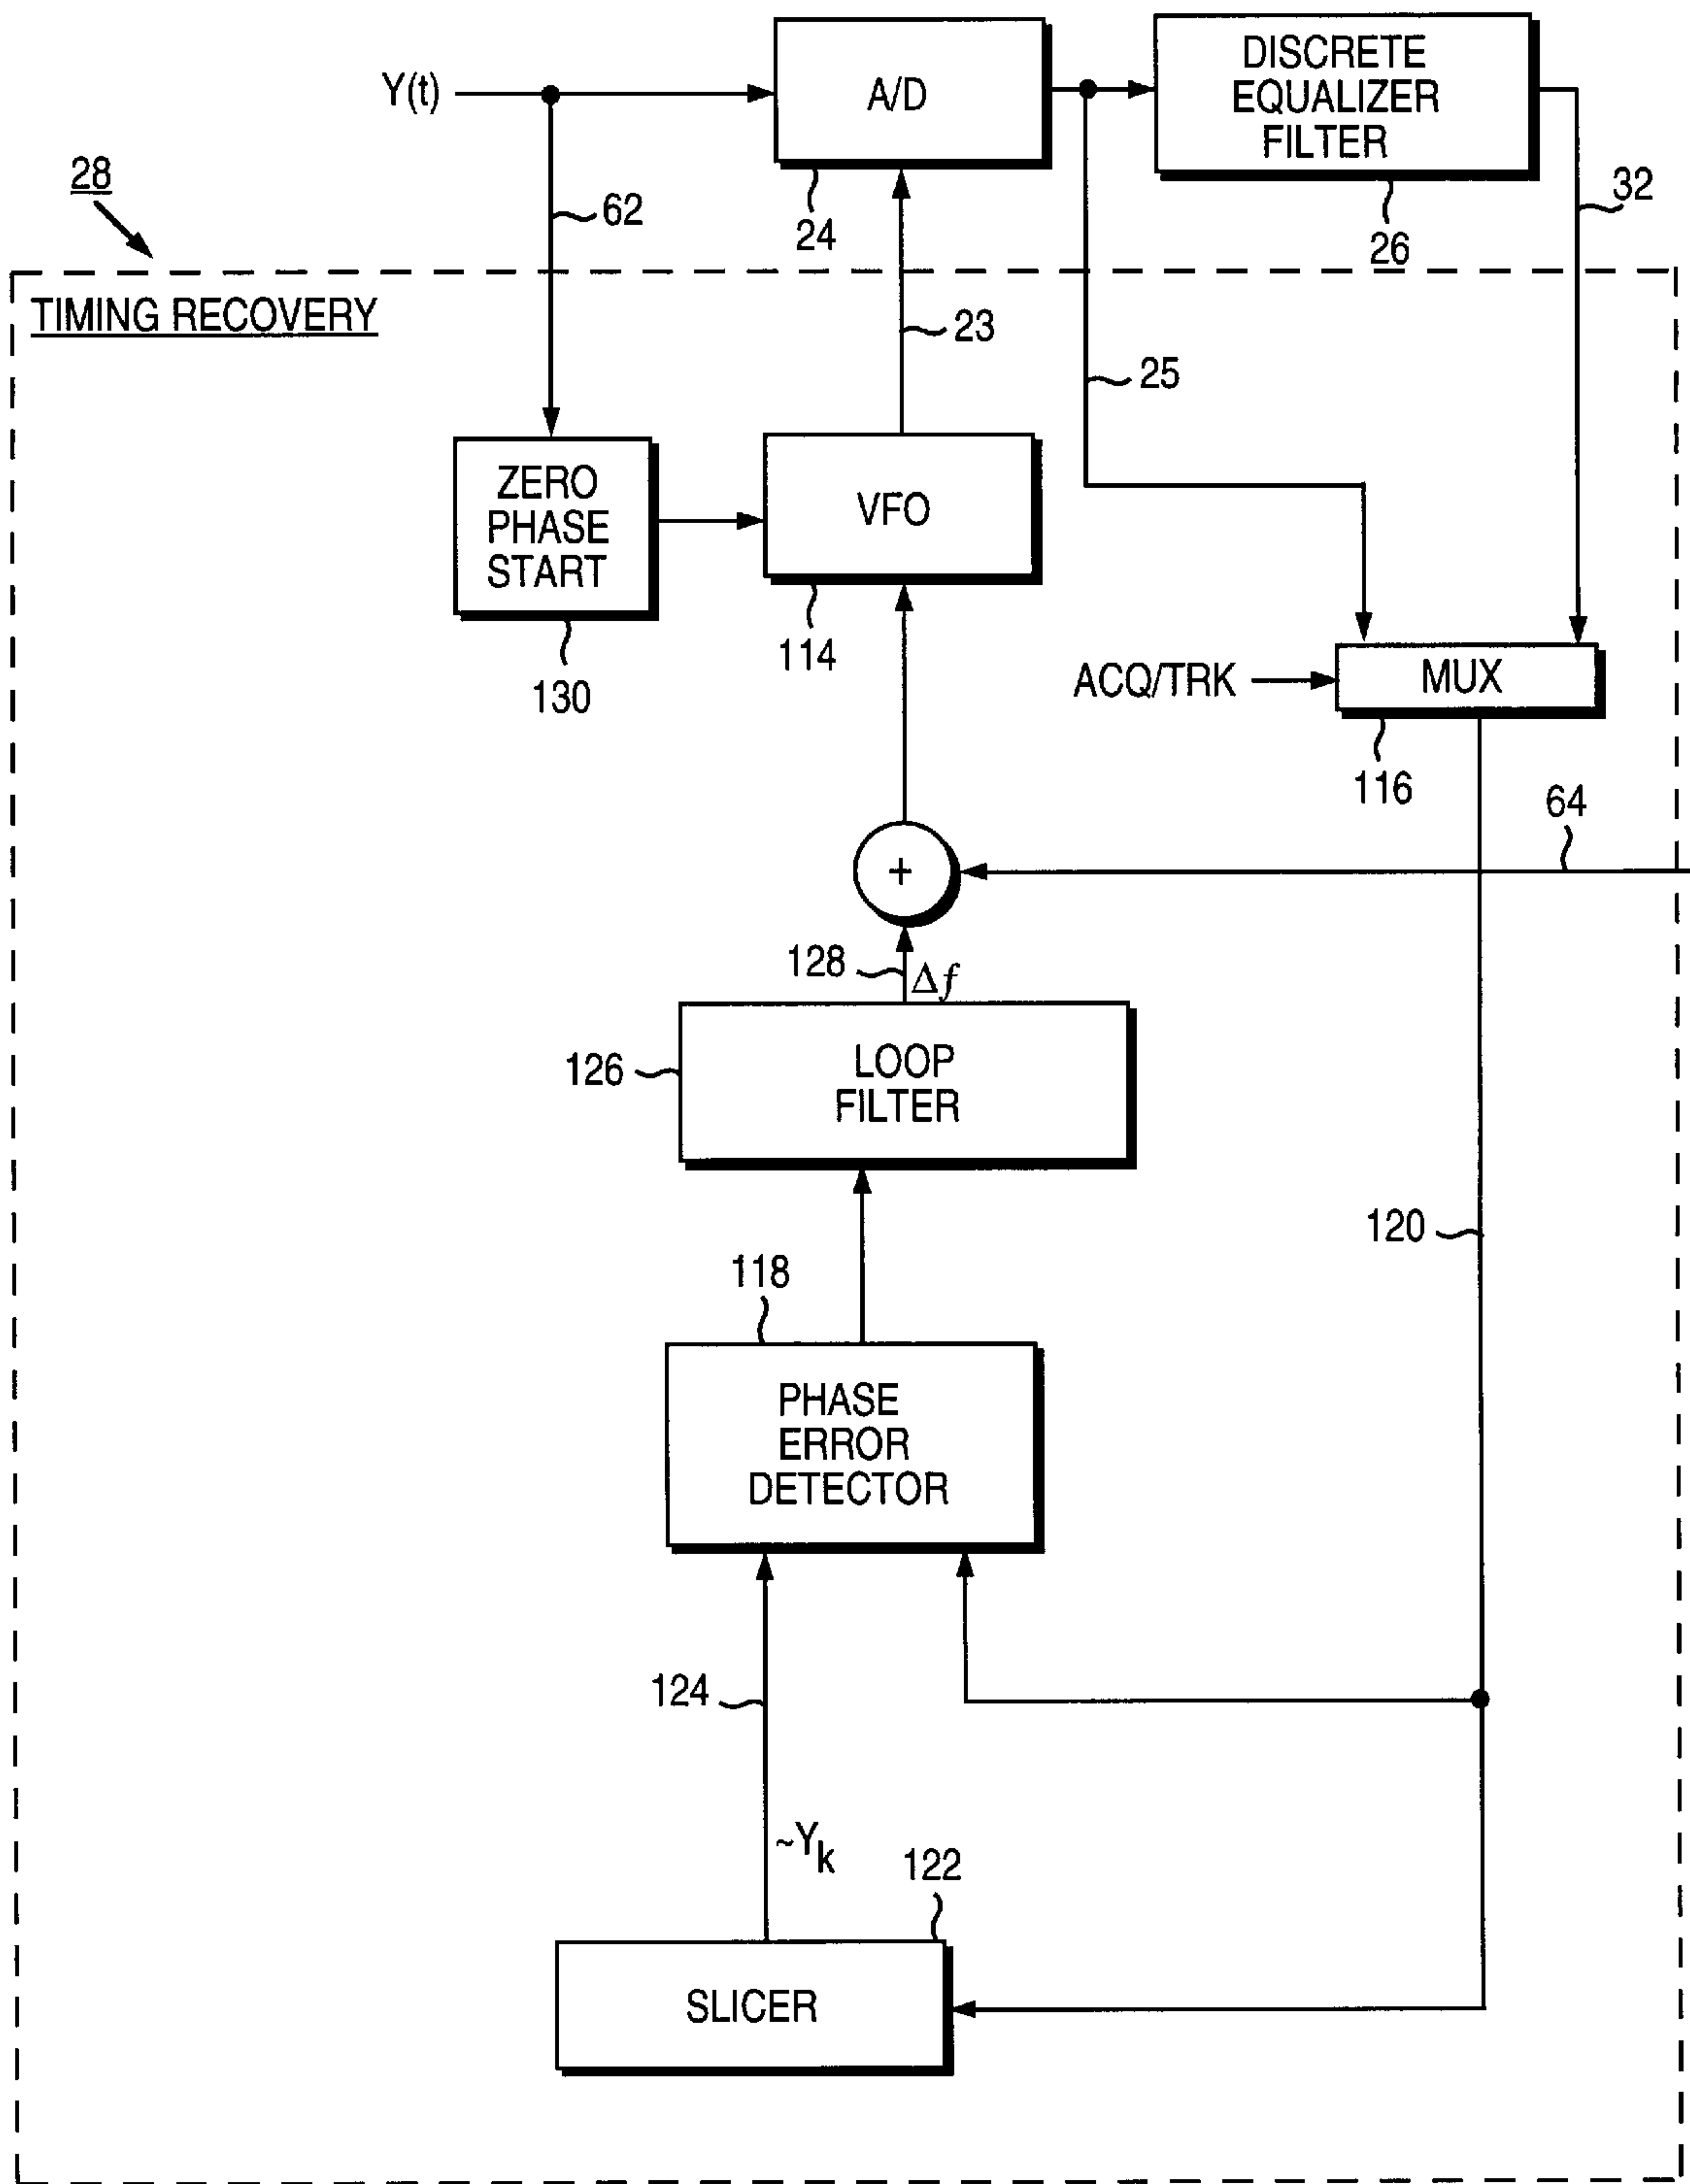 Y(t)
A/D
DISCRETE
EQUALIZER
FILTER
28
62
24
26
32
TIMING RECOVERY
23
25
ZERO
PHASE
START
VFO
130
114
ACQ/TRK
MUX
116
64
+
128
Δf
126
LOOP
FILTER
120
118
PHASE
ERROR
DETECTOR
124
~Yk
122
SLICER